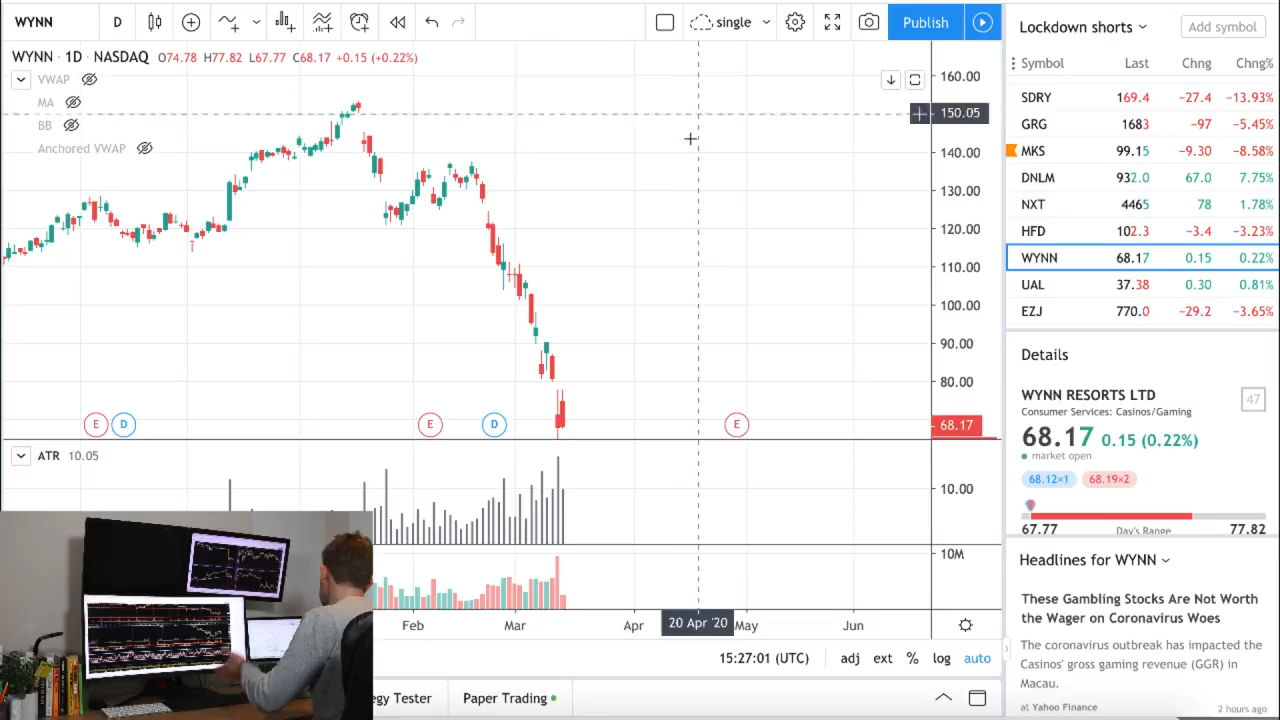 WYNN D single Publish
WYNN · 1D · NASDAQ O74.78 H77.82 L67.77 C68.17 +0.15 (+0.22%)
VWAP
MA
BB
Anchored VWAP
160.00
150.05
140.00
130.00
120.00
110.00
100.00
90.00
80.00
68.17
E D E D E
ATR 10.05
10.00
10M
Feb Mar Apr 20 Apr '20 May Jun
15:27:01 (UTC) adj ext % log auto
egy Tester Paper Trading
Lockdown shorts Add symbol
Symbol Last Chng Chng%
SDRY 169.4 −27.4 −13.93%
GRG 1683 −97 −5.45%
MKS 99.15 −9.30 −8.58%
DNLM 932.0 67.0 7.75%
NXT 4465 78 1.78%
HFD 102.3 −3.4 −3.23%
WYNN 68.17 0.15 0.22%
UAL 37.38 0.30 0.81%
EZJ 770.0 −29.2 −3.65%
Details
WYNN RESORTS LTD 47
Consumer Services: Casinos/Gaming
68.17 0.15 (0.22%)
market open
68.12×1 68.19×2
67.77 Day's Range 77.82
Headlines for WYNN
These Gambling Stocks Are Not Worth
the Wager on Coronavirus Woes
The coronavirus outbreak has impacted the
Casinos' gross gaming revenue (GGR) in
Macau.
at Yahoo Finance 2 hours ago